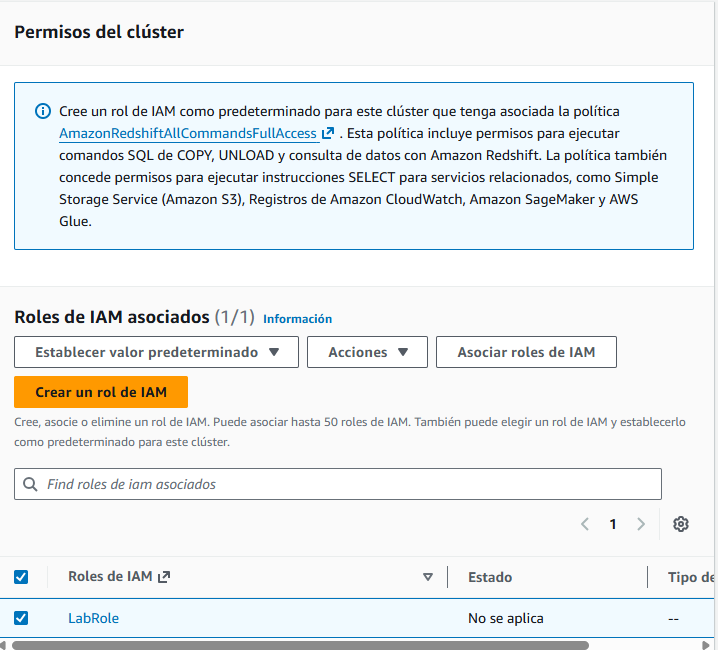 Permisos del clúster
Cree un rol de IAM como predeterminado para este clúster que tenga asociada la política
AmazonRedshiftAllCommandsFullAccess . Esta política incluye permisos para ejecutar
comandos SQL de COPY, UNLOAD y consulta de datos con Amazon Redshift. La política también
concede permisos para ejecutar instrucciones SELECT para servicios relacionados, como Simple
Storage Service (Amazon S3), Registros de Amazon CloudWatch, Amazon SageMaker y AWS
Glue.
Roles de IAM asociados (1/1) Información
Establecer valor predeterminado Acciones Asociar roles de IAM
Crear un rol de IAM
Cree, asocie o elimine un rol de IAM. Puede asociar hasta 50 roles de IAM. También puede elegir un rol de IAM y establecerlo
como predeterminado para este clúster.
Find roles de iam asociados
1
Roles de IAM Estado Tipo de
LabRole No se aplica --